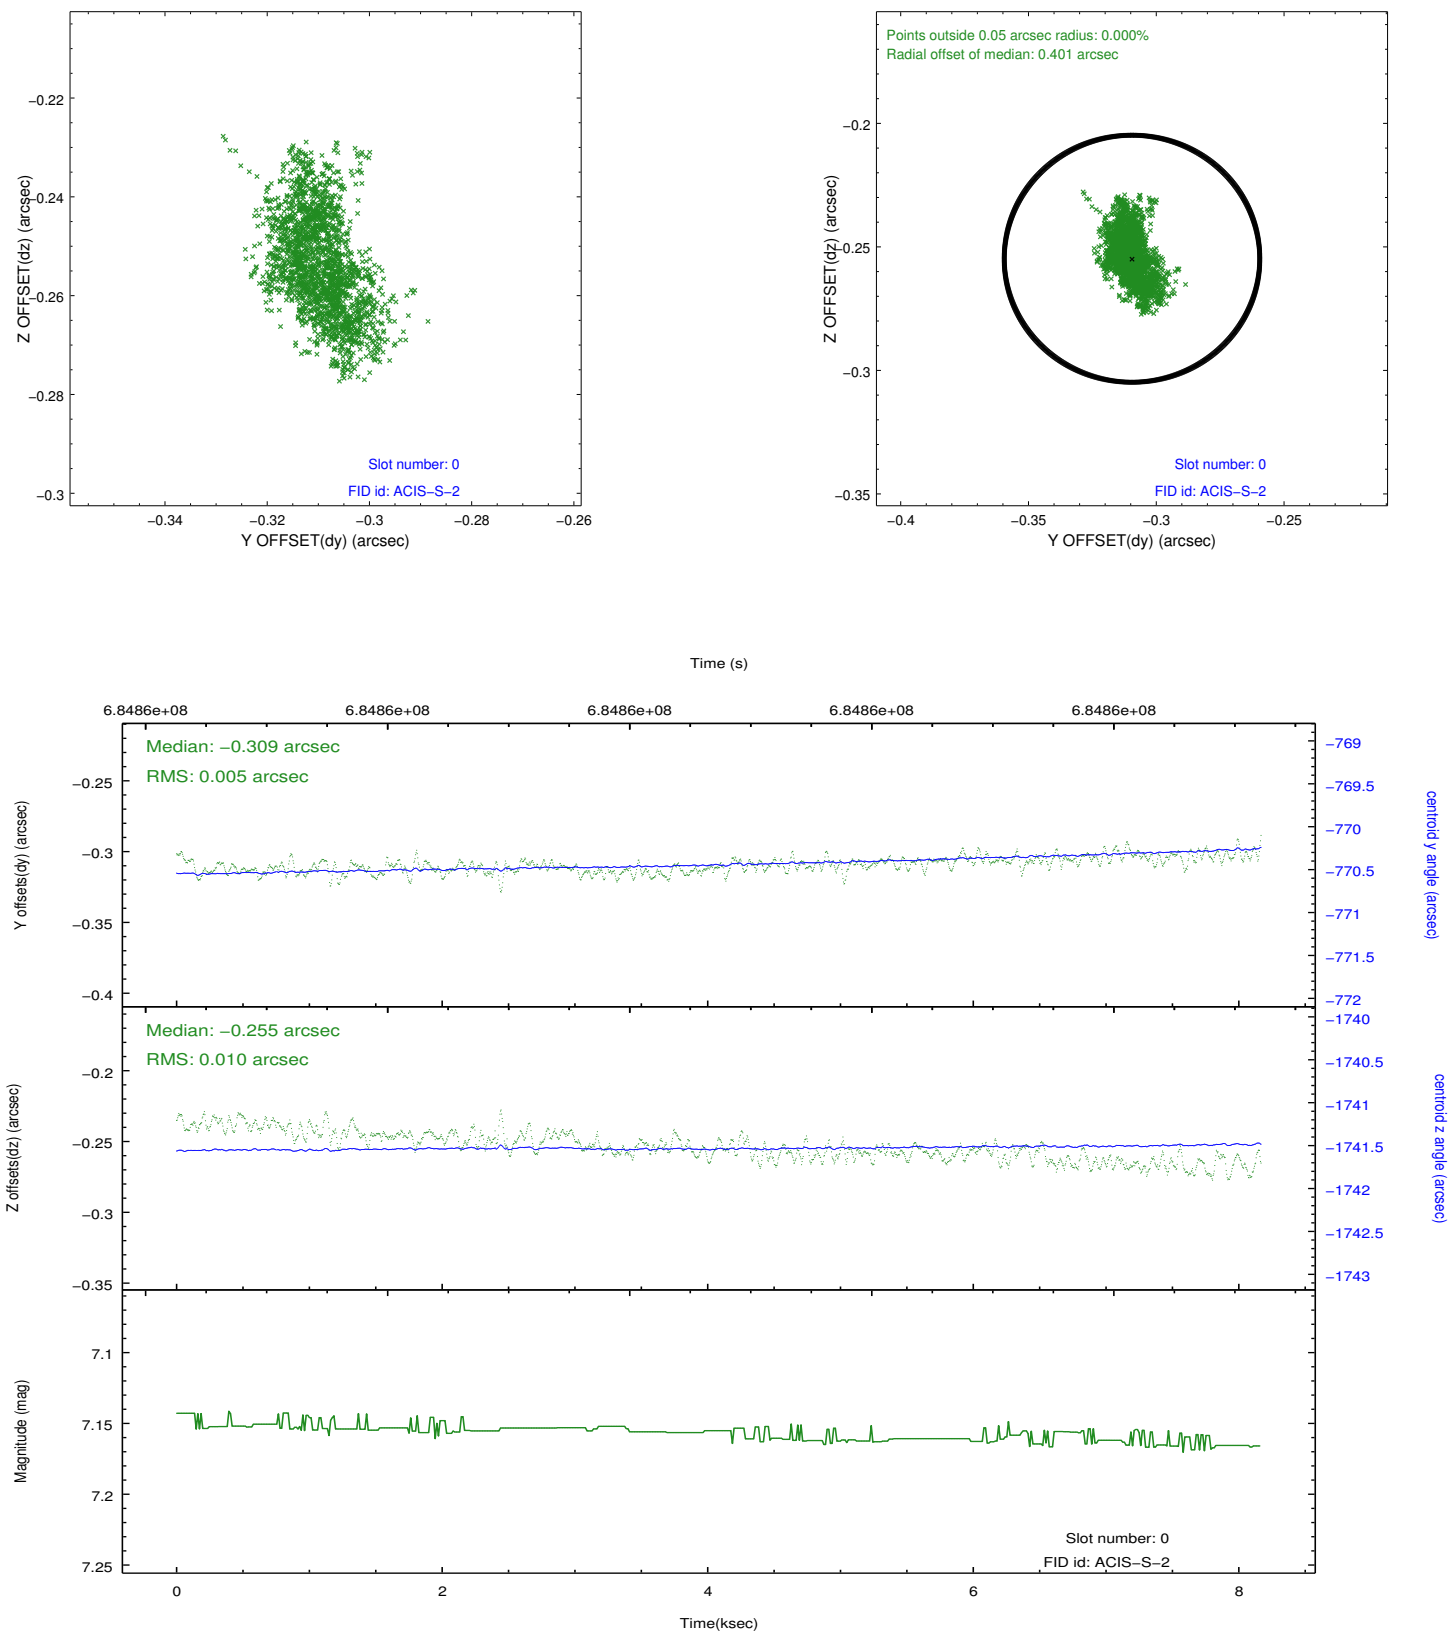 −0.22
−0.24
−0.26
−0.28
−0.3
Z OFFSET(dz) (arcsec)
Slot number: 0
FID id: ACIS−S−2
−0.34
−0.32
−0.3
−0.28
−0.26
Y OFFSET(dy) (arcsec)
Points outside 0.05 arcsec radius: 0.000%
Radial offset of median: 0.401 arcsec
−0.2
−0.25
−0.3
−0.35
Z OFFSET(dz) (arcsec)
Slot number: 0
FID id: ACIS−S−2
−0.4
−0.35
−0.3
−0.25
Y OFFSET(dy) (arcsec)
Time (s)
6.8486e+08
6.8486e+08
6.8486e+08
6.8486e+08
6.8486e+08
Median: −0.309 arcsec
RMS: 0.005 arcsec
−0.25
−0.3
−0.35
−0.4
Y offsets(dy) (arcsec)
−769
−769.5
−770
−770.5
−771
−771.5
−772
centroid y angle (arcsec)
Median: −0.255 arcsec
RMS: 0.010 arcsec
−0.2
−0.25
−0.3
−0.35
Z offsets(dz) (arcsec)
−1740
−1740.5
−1741
−1741.5
−1742
−1742.5
−1743
centroid z angle (arcsec)
7.1
7.15
7.2
7.25
Magnitude (mag)
Slot number: 0
FID id: ACIS−S−2
0
2
4
6
8
Time(ksec)